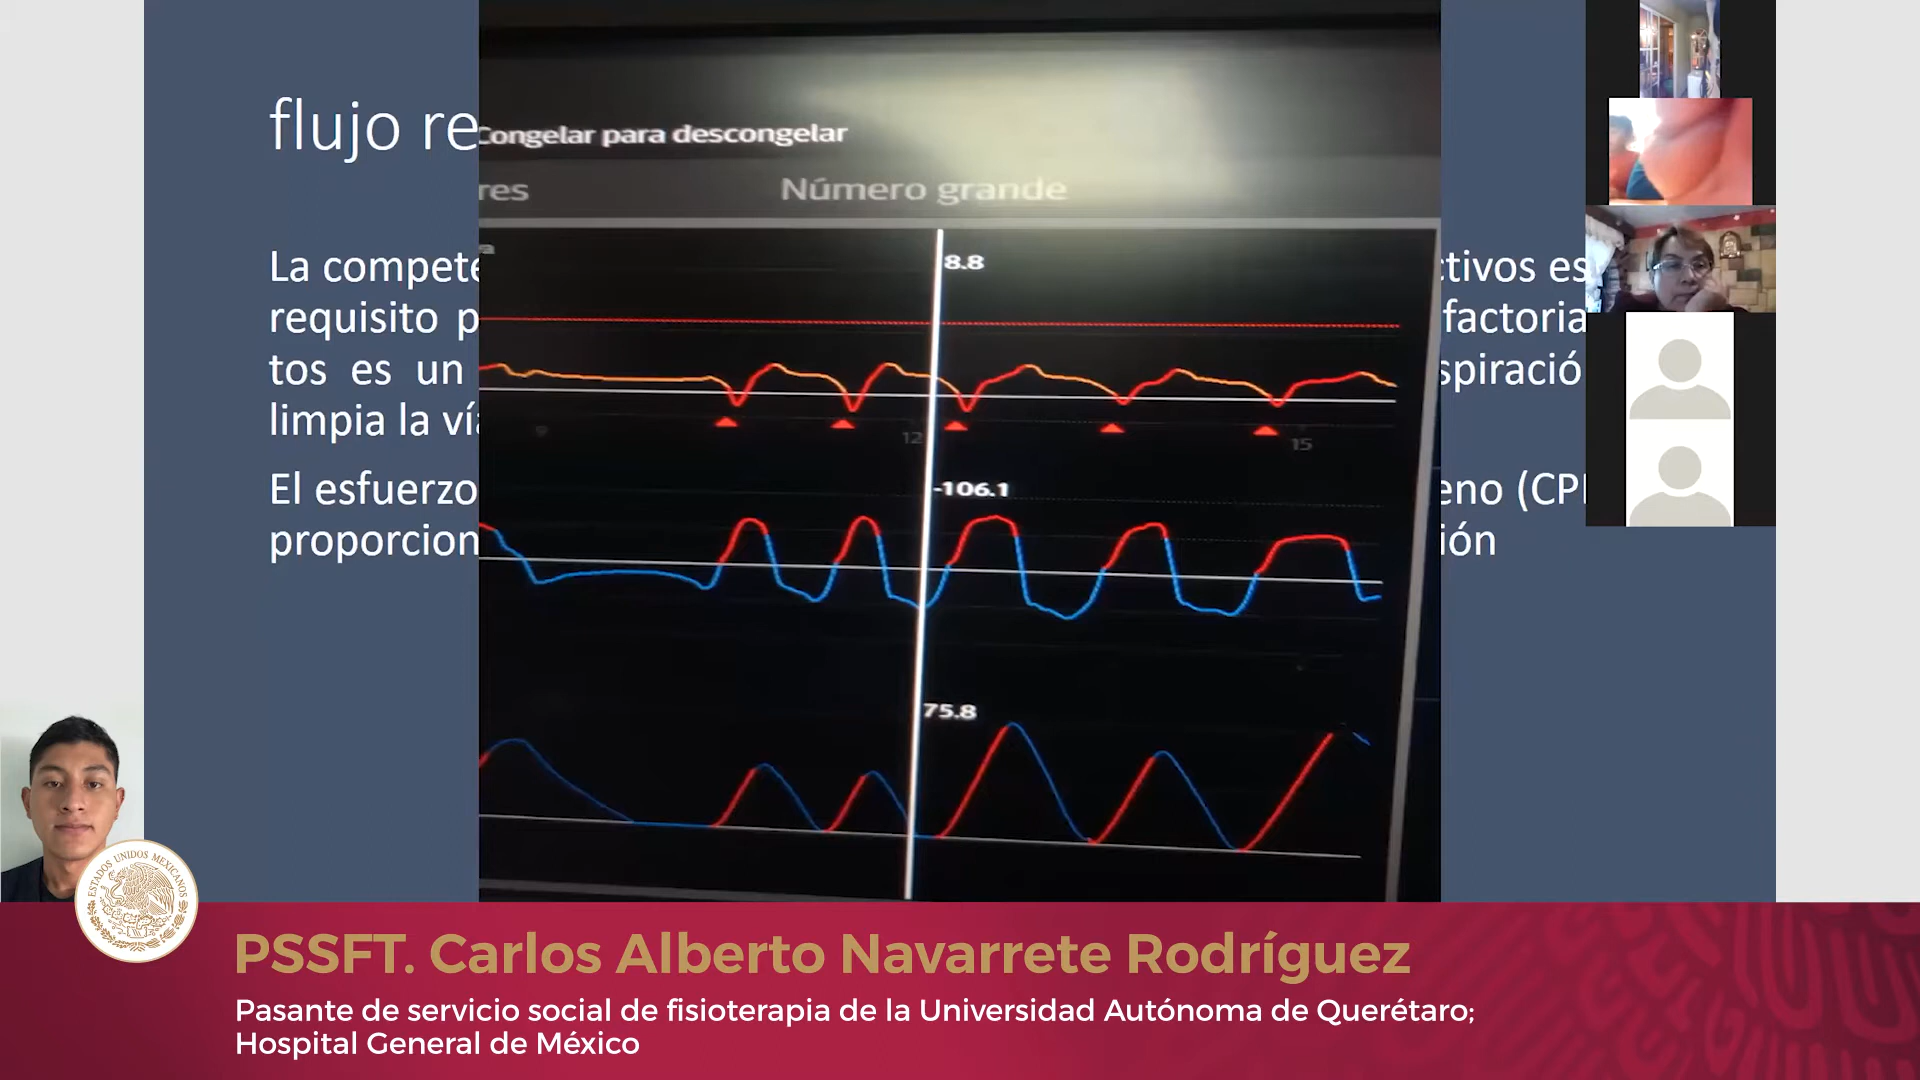 flujo re
Congelar para descongelar
res
Número grande
8.8
La compete
ctivos es
requisito p
factoria
tos es un
spiració
limpia la vía
12
15
-106.1
El esfuerzo
eno (CP
proporcion
ión
75.8
ESTADOS UNIDOS MEXICANOS
PSSFT. Carlos Alberto Navarrete Rodríguez
Pasante de servicio social de fisioterapia de la Universidad Autónoma de Querétaro;
Hospital General de México